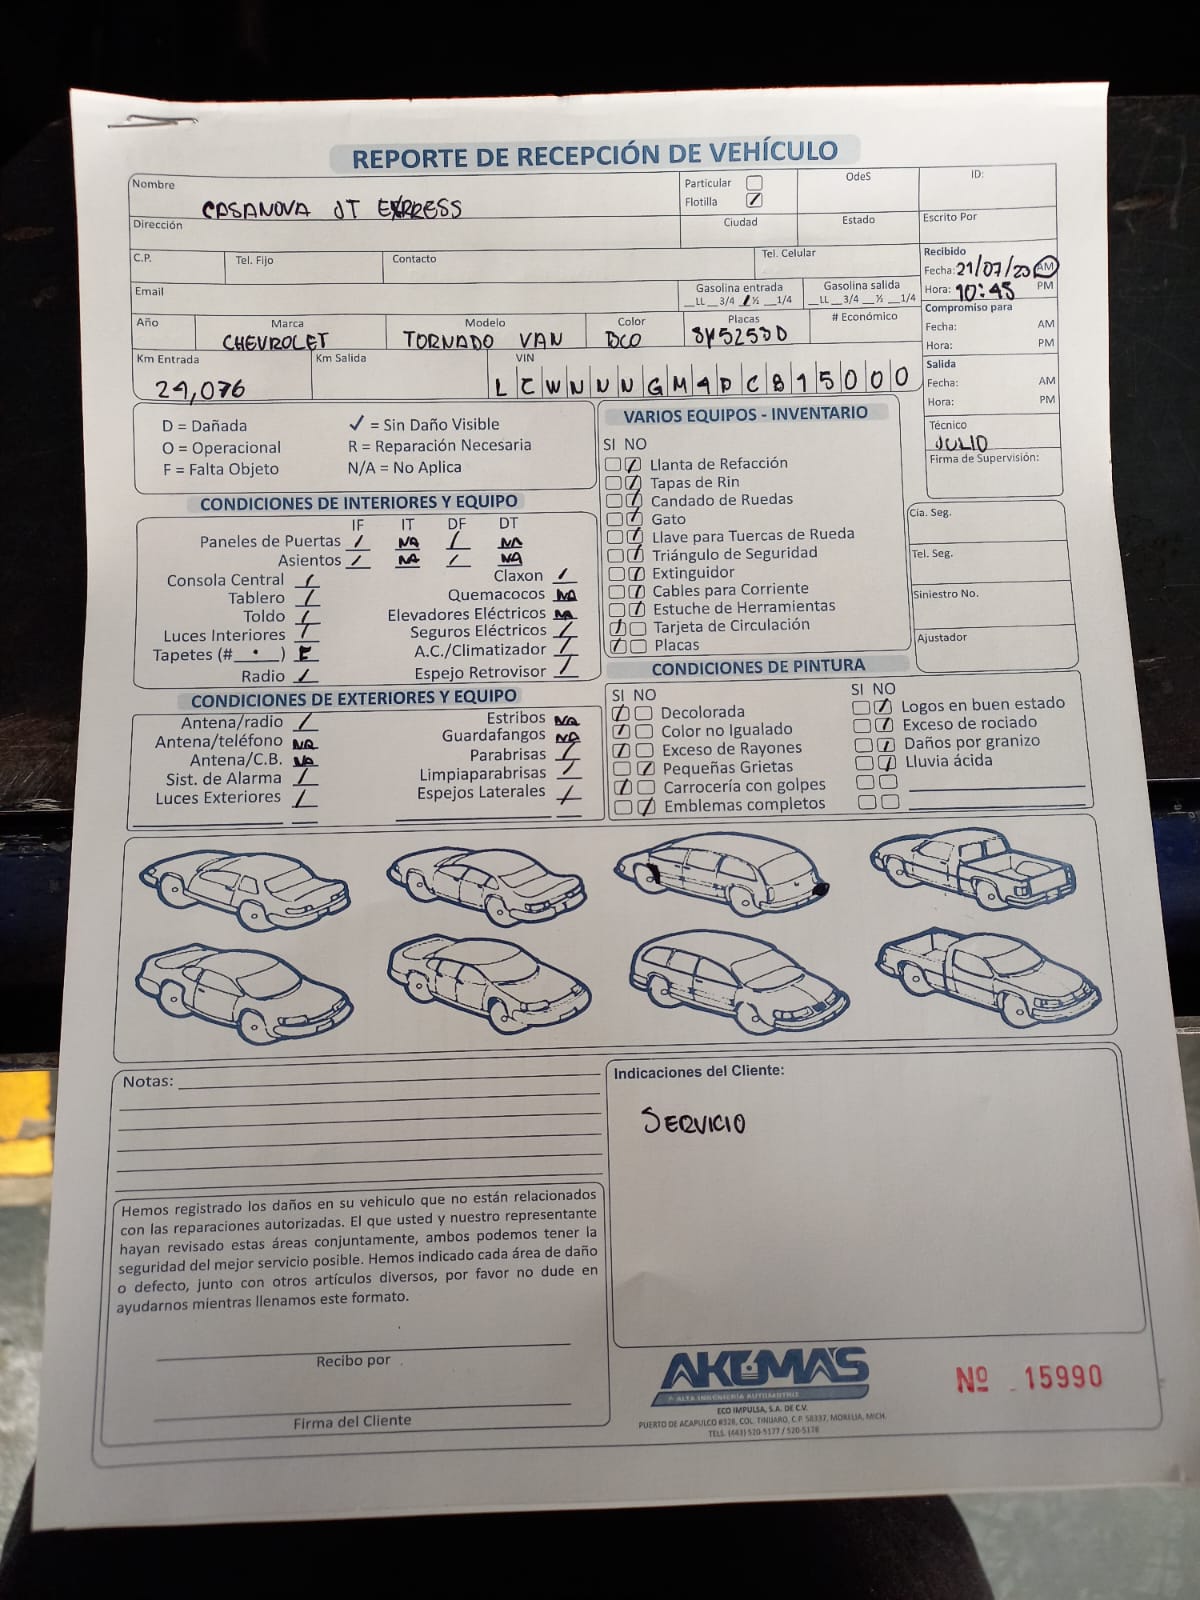 REPORTE DE RECEPCIÓN DE VEHÍCULO
Nombre
CASANOVA JT EXPRESS
Particular
Flotilla
OdeS
ID:
Dirección
Ciudad
Estado
Escrito Por
C.P.
Tel. Fijo
Contacto
Tel. Celular
Recibido
Fecha: 21/07/23 AM
Hora: 10:45 PM
Email
Gasolina entrada
__LL __3/4 __½ __1/4
Gasolina salida
__LL __3/4 __½ __1/4
Compromiso para
Fecha: AM
Hora: PM
Año
Marca
CHEVROLET
Modelo
TORNADO VAN
Color
BCO
Placas
# Económico
Km Entrada
Km Salida
VIN
Salida
Fecha: AM
Hora: PM
Técnico
JULIO
Firma de Supervisión:
D = Dañada
O = Operacional
F = Falta Objeto
✓ = Sin Daño Visible
R = Reparación Necesaria
N/A = No Aplica
CONDICIONES DE INTERIORES Y EQUIPO
IF IT DF DT
Paneles de Puertas / NA / NA
Asientos / NA / NA
Consola Central /
Tablero /
Toldo /
Luces Interiores /
Tapetes (#____)
Radio /
Claxon /
Quemacocos NA
Elevadores Eléctricos NA
Seguros Eléctricos /
A.C./Climatizador /
Espejo Retrovisor /
CONDICIONES DE EXTERIORES Y EQUIPO
Antena/radio /
Antena/teléfono NA
Antena/C.B. NA
Sist. de Alarma /
Luces Exteriores /
Estribos NA
Guardafangos NA
Parabrisas /
Limpiaparabrisas /
Espejos Laterales /
VARIOS EQUIPOS - INVENTARIO
SI NO
Llanta de Refacción
Tapas de Rin
Candado de Ruedas
Gato
Llave para Tuercas de Rueda
Triángulo de Seguridad
Extinguidor
Cables para Corriente
Estuche de Herramientas
Tarjeta de Circulación
Placas
Cía. Seg.
Tel. Seg.
Siniestro No.
Ajustador
CONDICIONES DE PINTURA
SI NO
Decolorada
Color no Igualado
Exceso de Rayones
Pequeñas Grietas
Carrocería con golpes
Emblemas completos
SI NO
Logos en buen estado
Exceso de rociado
Daños por granizo
Lluvia ácida
Notas:
Indicaciones del Cliente:
SERVICIO
Hemos registrado los daños en su vehiculo que no están relacionados
con las reparaciones autorizadas. El que usted y nuestro representante
hayan revisado estas áreas conjuntamente, ambos podemos tener la
seguridad del mejor servicio posible. Hemos indicado cada área de daño
o defecto, junto con otros artículos diversos, por favor no dude en
ayudarnos mientras llenamos este formato.
Recibo por
Firma del Cliente
AKUMAS
ALTA INGENIERÍA AUTOMOTRIZ
ECO IMPULSA, S.A. DE C.V.
PUERTO DE ACAPULCO #328, COL. TINIJARO, C.P. 58337, MORELIA, MICH.
TELS. (443) 520-5177 / 520-5178
Nº 15990